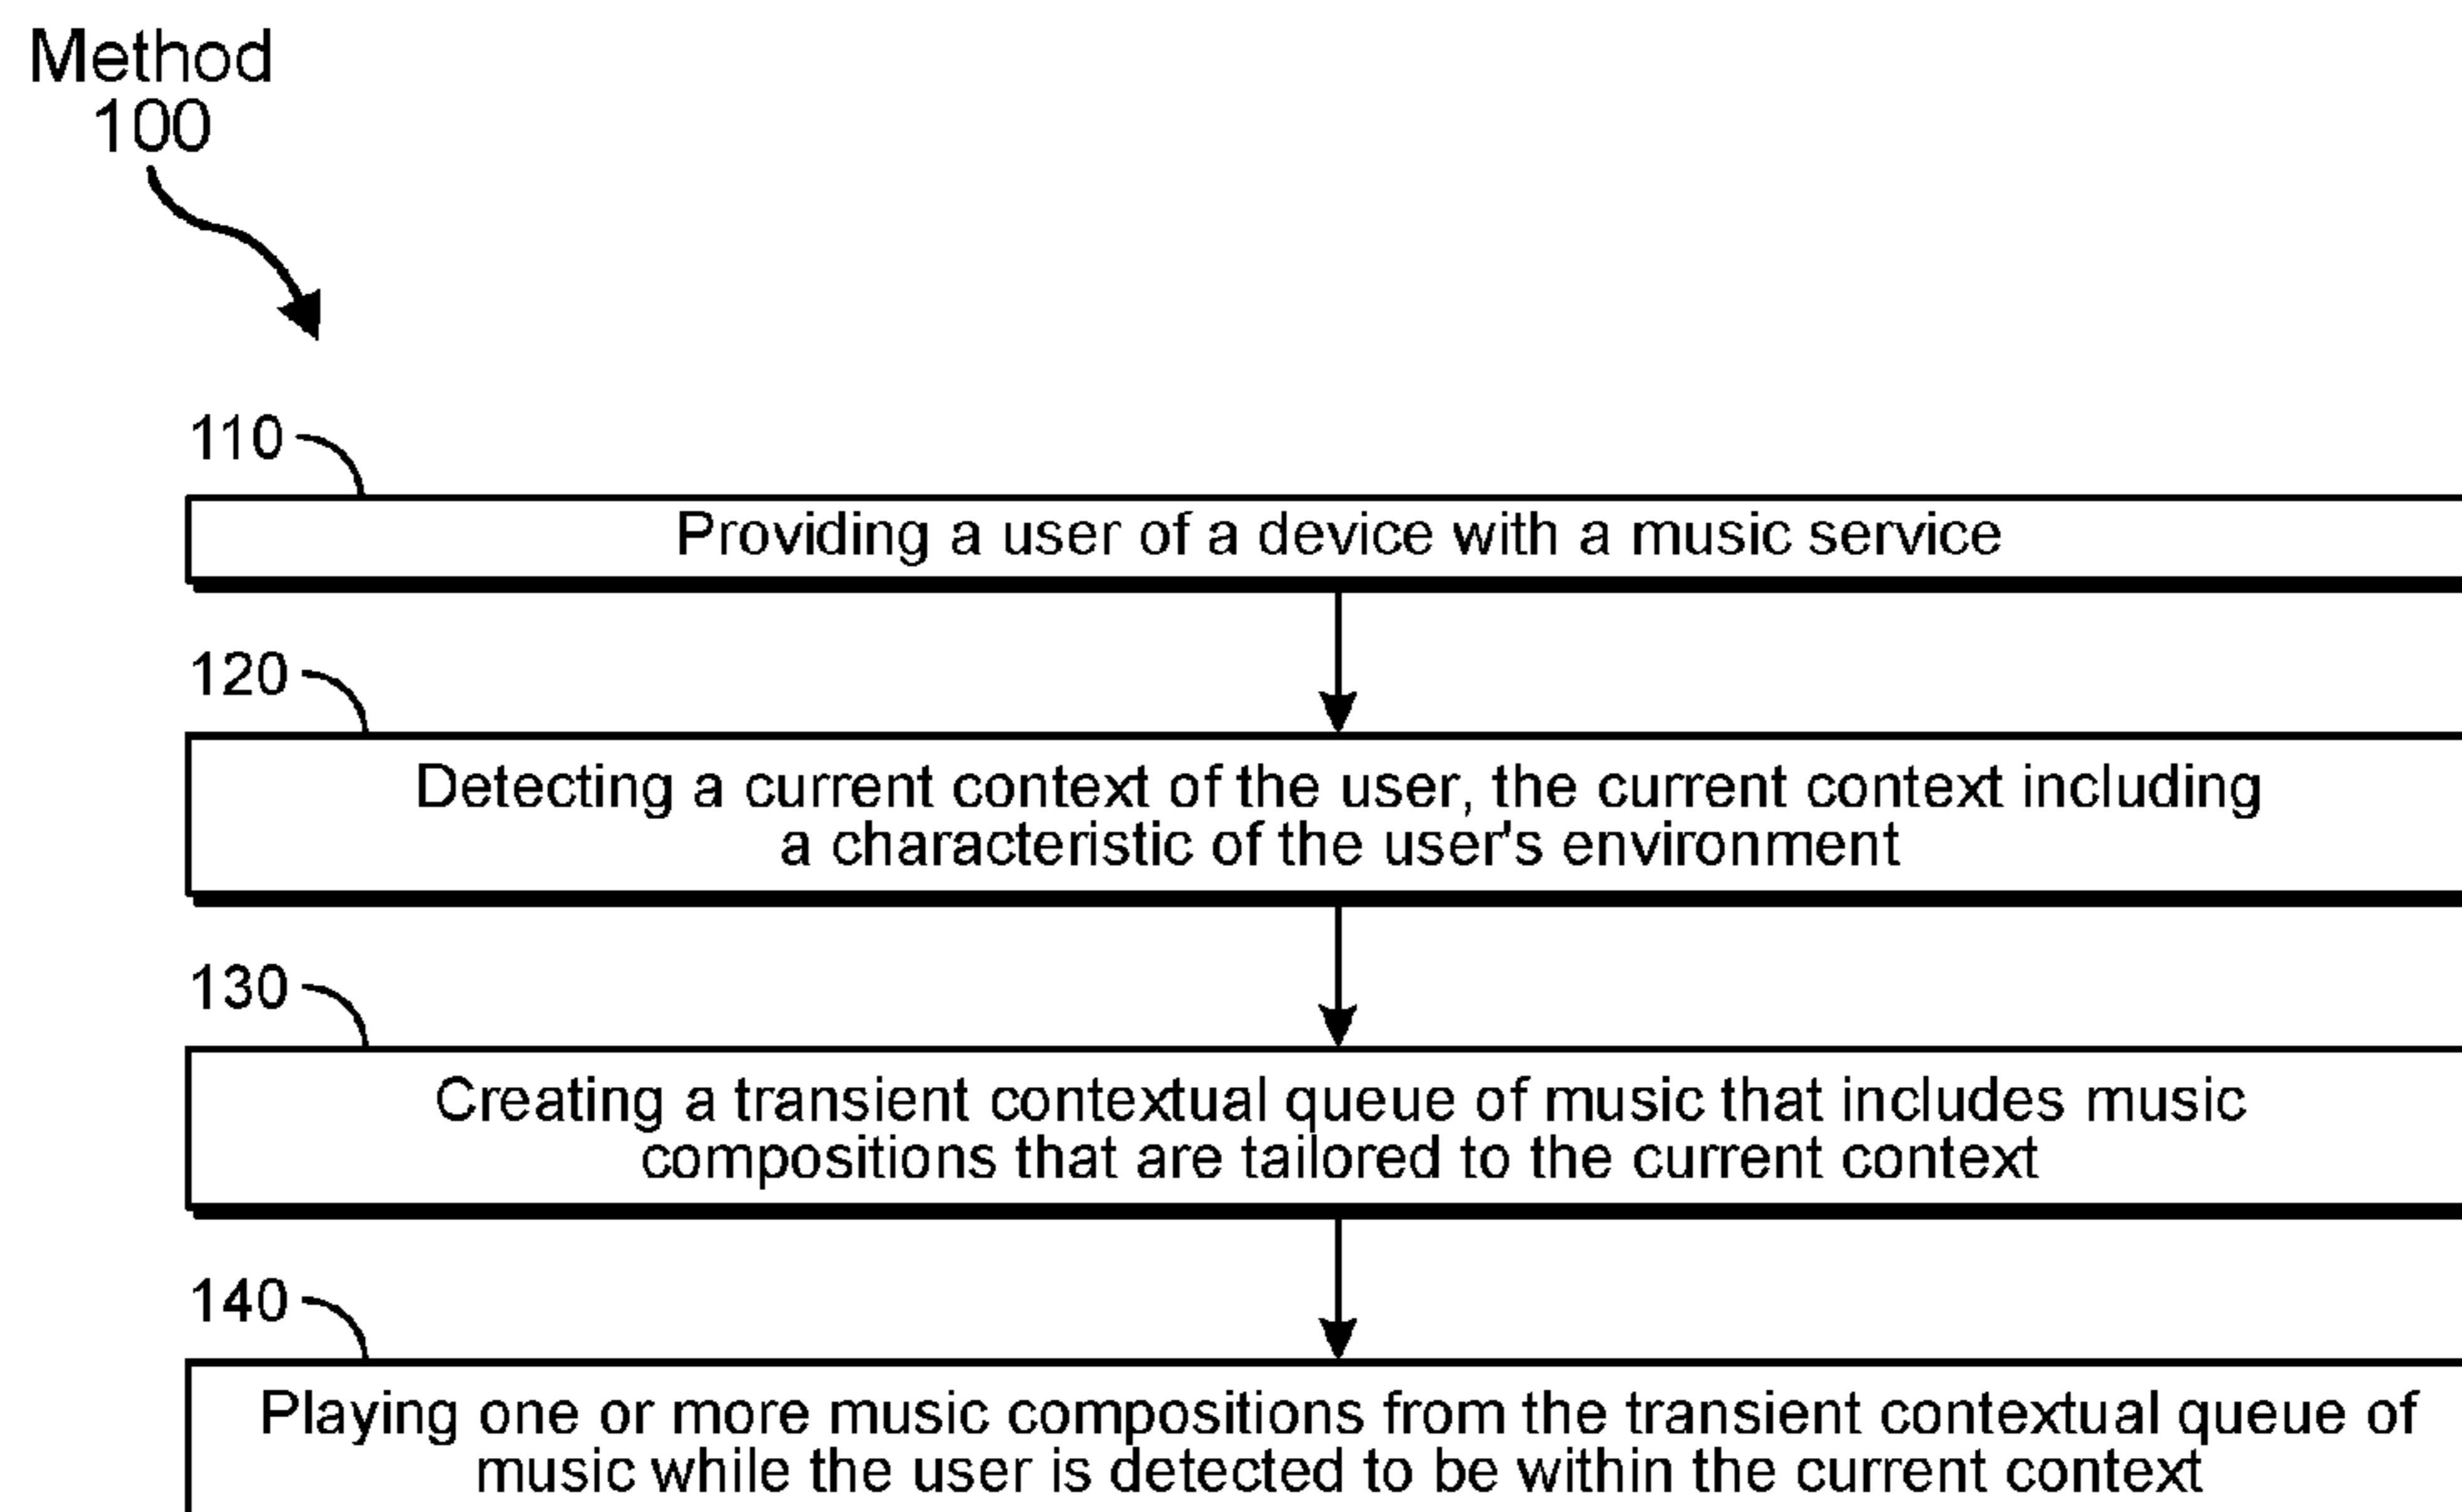 Method
100
110
Providing a user of a device with a music service
120
Detecting a current context of the user, the current context including
a characteristic of the user's environment
130
Creating a transient contextual queue of music that includes music
compositions that are tailored to the current context
140
Playing one or more music compositions from the transient contextual queue of
music while the user is detected to be within the current context